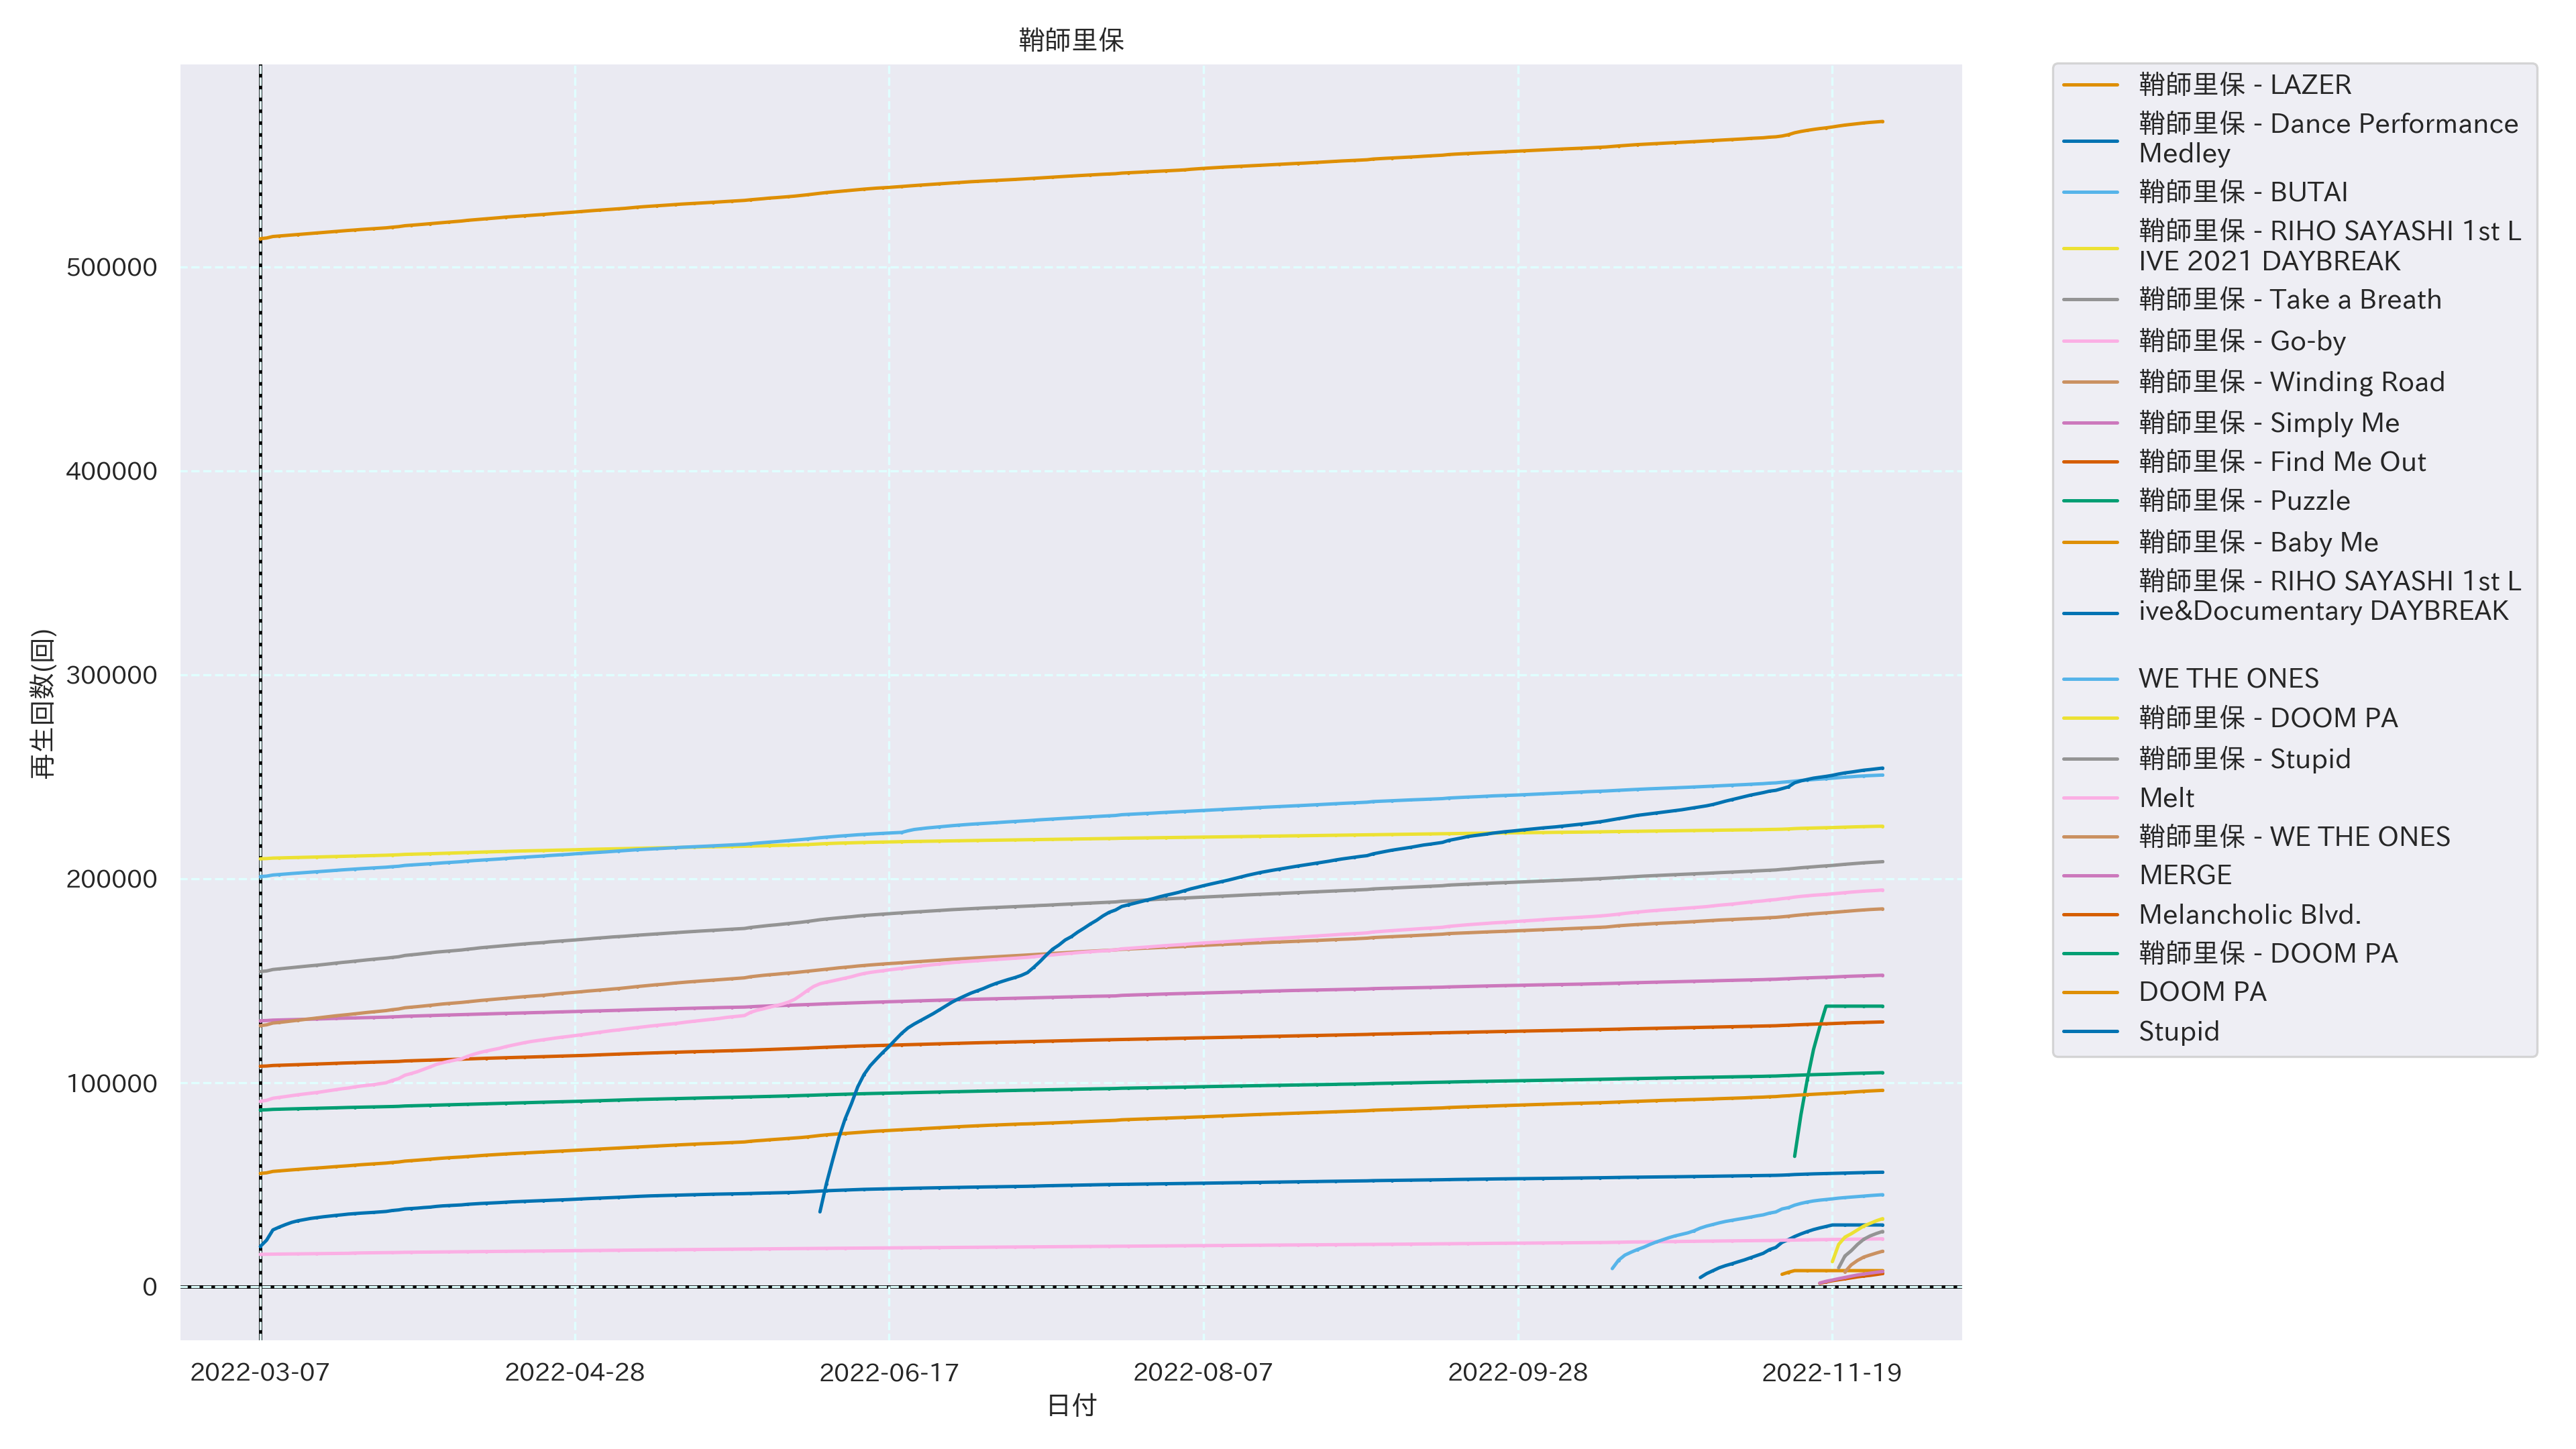 鞘師里保
500000
400000
300000
200000
100000
0
再生回数(回)
2022-03-07
2022-04-28
2022-06-17
2022-08-07
2022-09-28
2022-11-19
日付
鞘師里保 - LAZER
鞘師里保 - Dance Performance
Medley
鞘師里保 - BUTAI
鞘師里保 - RIHO SAYASHI 1st L
IVE 2021 DAYBREAK
鞘師里保 - Take a Breath
鞘師里保 - Go-by
鞘師里保 - Winding Road
鞘師里保 - Simply Me
鞘師里保 - Find Me Out
鞘師里保 - Puzzle
鞘師里保 - Baby Me
鞘師里保 - RIHO SAYASHI 1st L
ive&Documentary DAYBREAK
WE THE ONES
鞘師里保 - DOOM PA
鞘師里保 - Stupid
Melt
鞘師里保 - WE THE ONES
MERGE
Melancholic Blvd.
鞘師里保 - DOOM PA
DOOM PA
Stupid